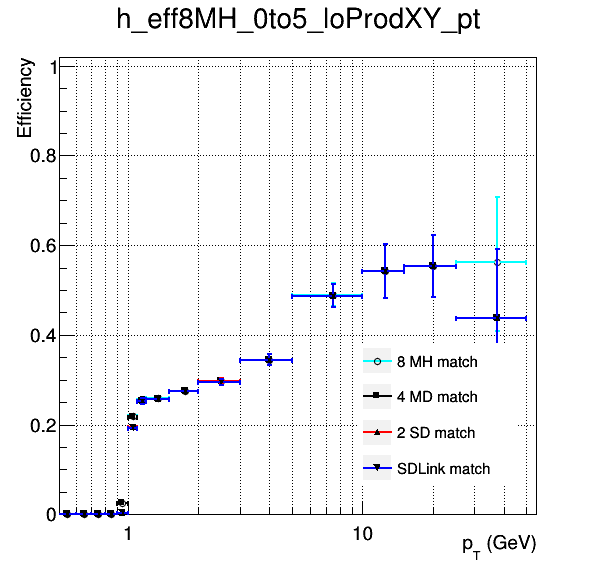 h_eff8MH_0to5_loProdXY_pt
Efficiency
1
0.8
0.6
0.4
0.2
0
8 MH match
4 MD match
2 SD match
SDLink match
1
10
p_T (GeV)